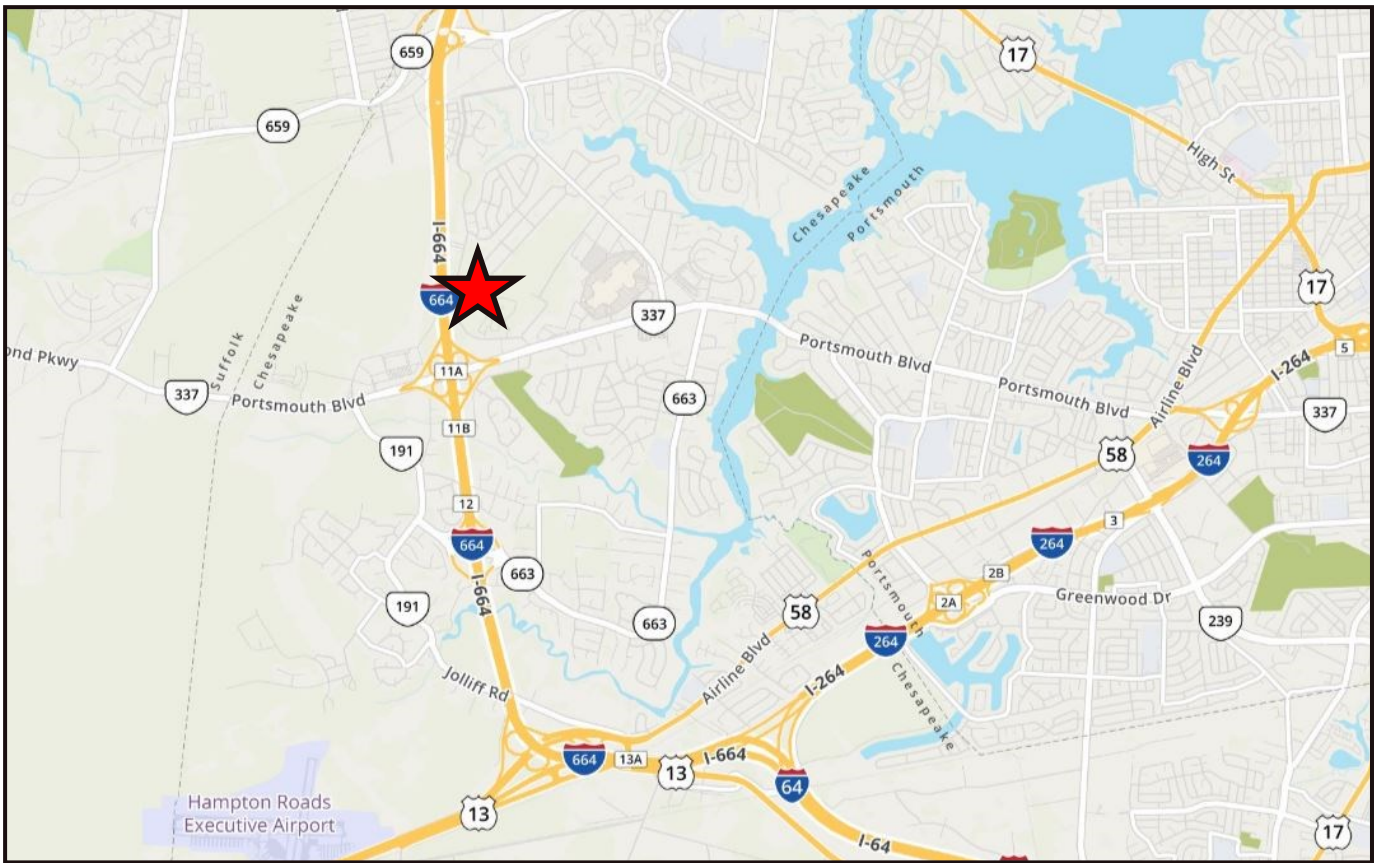 659
17
659
High St
Chesapeake
Portsmouth
I-664
664
17
337
5
Suffolk
Chesapeake
ond Pkwy
11A
Portsmouth Blvd
I-264
337
Portsmouth Blvd
663
Portsmouth Blvd
Airline Blvd
337
11B
191
58
264
12
3
664
264
663
2B
Portsmouth
I-664
191
2A
Greenwood Dr
58
663
239
264
Jolliff Rd
Airline Blvd
I-264
Chesapeake
664
13A
I-664
13
64
Hampton Roads
Executive Airport
13
17
I-64